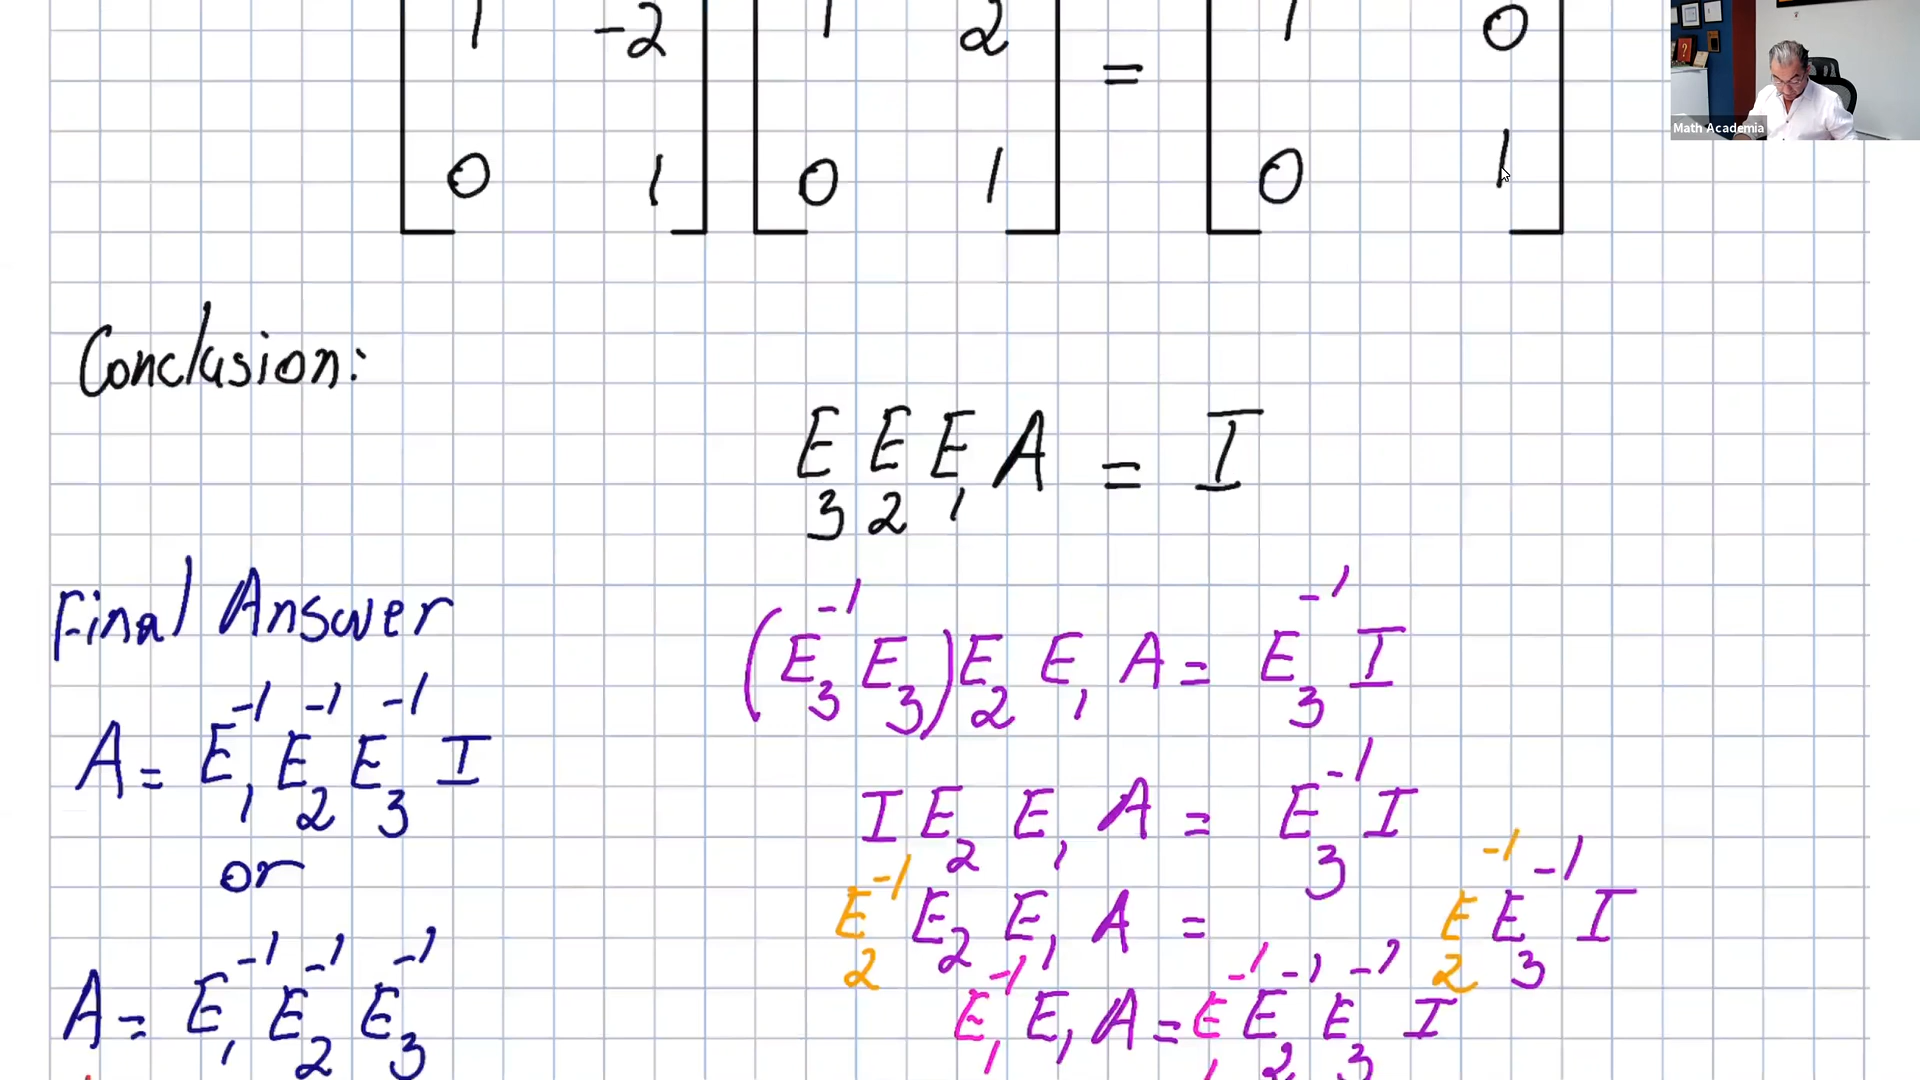 1 -2 1 2 = 1 0
0 1 0 1 0 1
Math Academia
Conclusion:
E₃ E₂ E₁ A = I
Final Answer
(E₃⁻¹ E₃) E₂ E₁ A = E₃⁻¹ I
A = E₁⁻¹ E₂⁻¹ E₃⁻¹ I
I E₂ E₁ A = E₃⁻¹ I
or
E₂⁻¹ E₂ E₁ A = E₂⁻¹ E₃⁻¹ I
A = E₁⁻¹ E₂⁻¹ E₃⁻¹
E₁⁻¹ E₁ A = E₁⁻¹ E₂⁻¹ E₃⁻¹ I